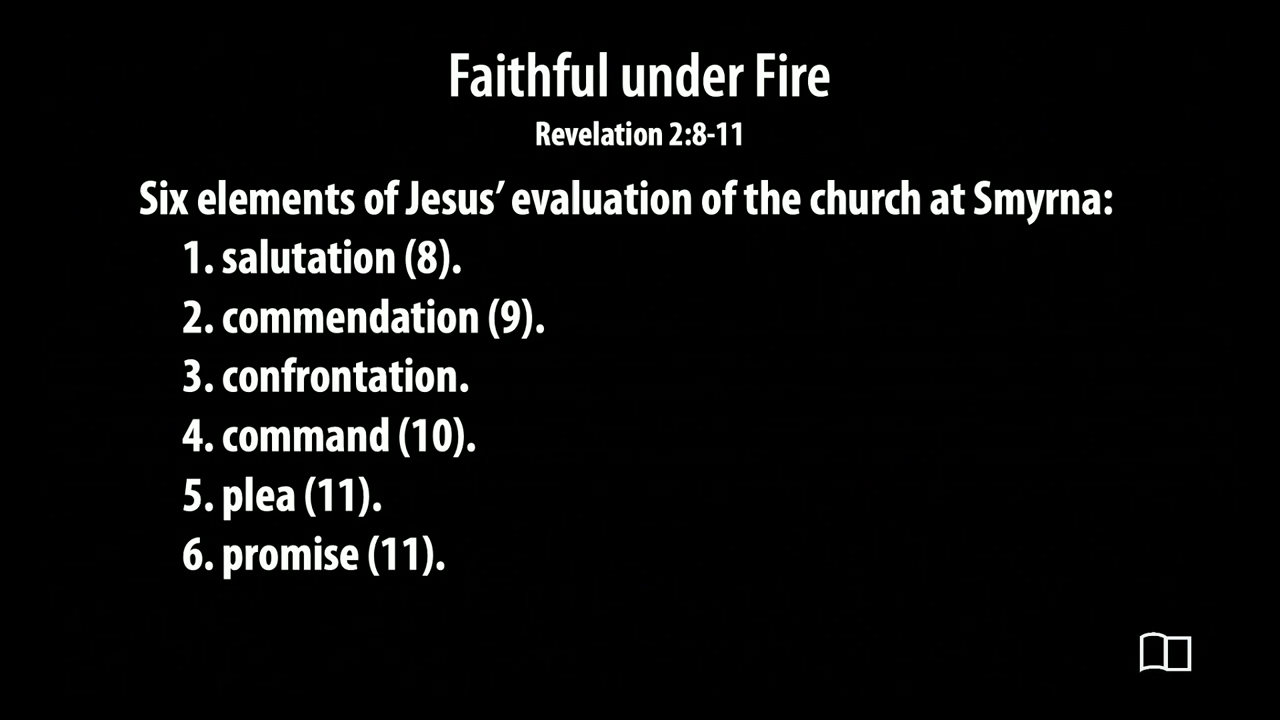 Faithful under Fire
Revelation 2:8-11
Six elements of Jesus’ evaluation of the church at Smyrna:
1. salutation (8).
2. commendation (9).
3. confrontation.
4. command (10).
5. plea (11).
6. promise (11).